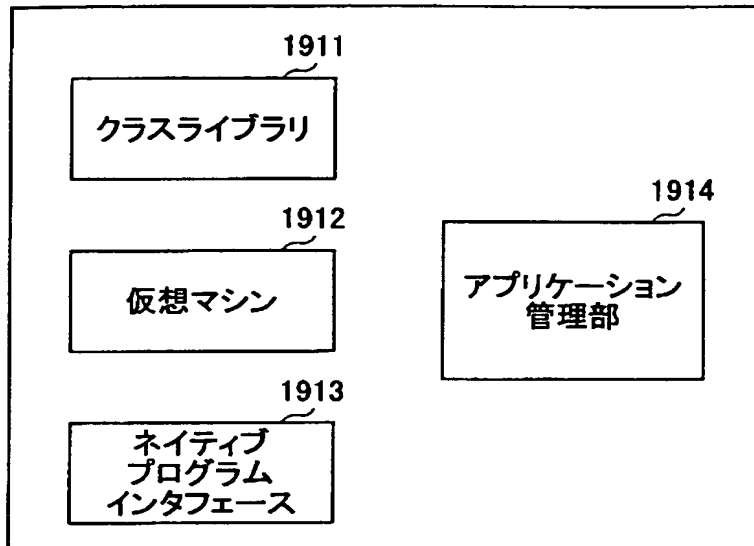 1911
クラスライブラリ
1912
仮想マシン
1913
ネイティブ
プログラム
インタフェース
1914
アプリケーション
管理部